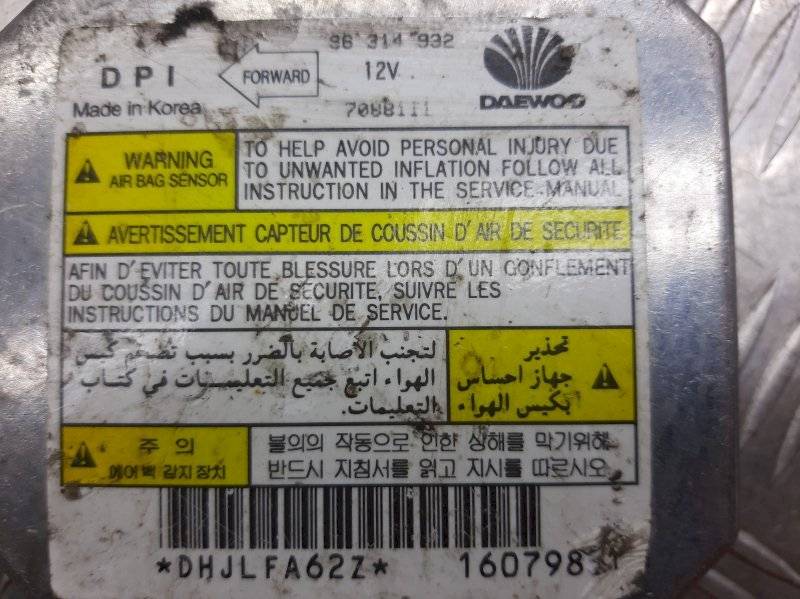 96 314 932
DPI
FORWARD
12V
DAEWOO
Made in Korea
WARNING
AIR BAG SENSOR
TO HELP AVOID PERSONAL INJURY DUE
TO UNWANTED INFLATION FOLLOW ALL
INSTRUCTION IN THE SERVICE MANUAL
AVERTISSEMENT CAPTEUR DE COUSSIN D'AIR DE SECURITE
AFIN D'EVITER TOUTE BLESSURE LORS D'UN GONFLEMENT
DU COUSSIN D'AIR DE SECURITE, SUIVRE LES
INSTRUCTIONS DU MANUEL DE SERVICE.
تحذير
جهاز احساس
بكيس الهواء
لتجنب الأصابة بالضرر بسبب تضخم كيس
الهواء اتبع جميع التعليمات في كتاب
التعليمات.
주 의
에어백 감지장치
불의의 작동으로 인한 상해를 막기위해
반드시 지침서를 읽고 지시를 따르시오
*DHJLFA62Z*